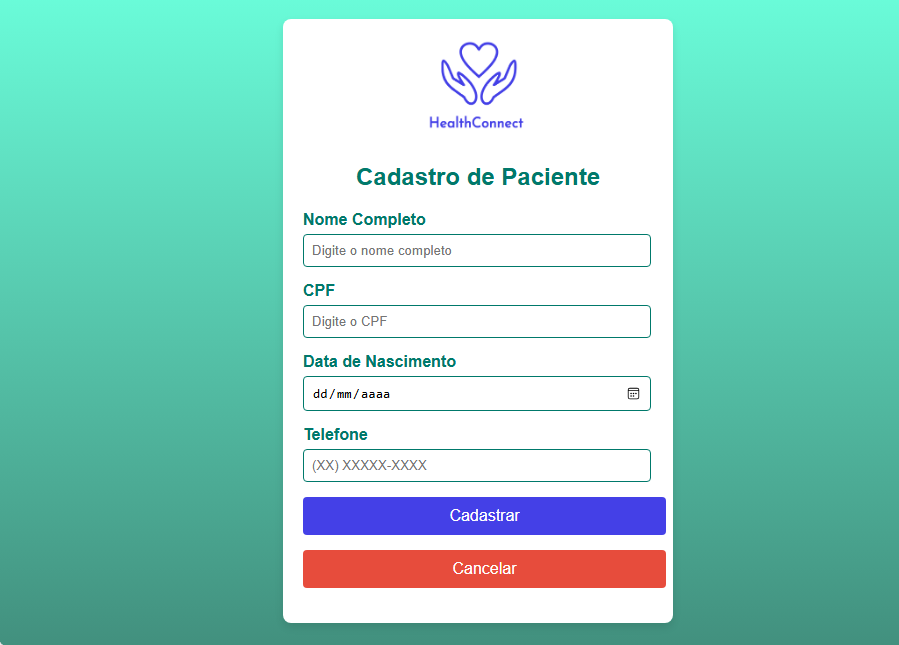 HealthConnect
Cadastro de Paciente
Nome Completo
Digite o nome completo
CPF
Digite o CPF
Data de Nascimento
dd/mm/aaaa
Telefone
(XX) XXXXX-XXXX
Cadastrar
Cancelar